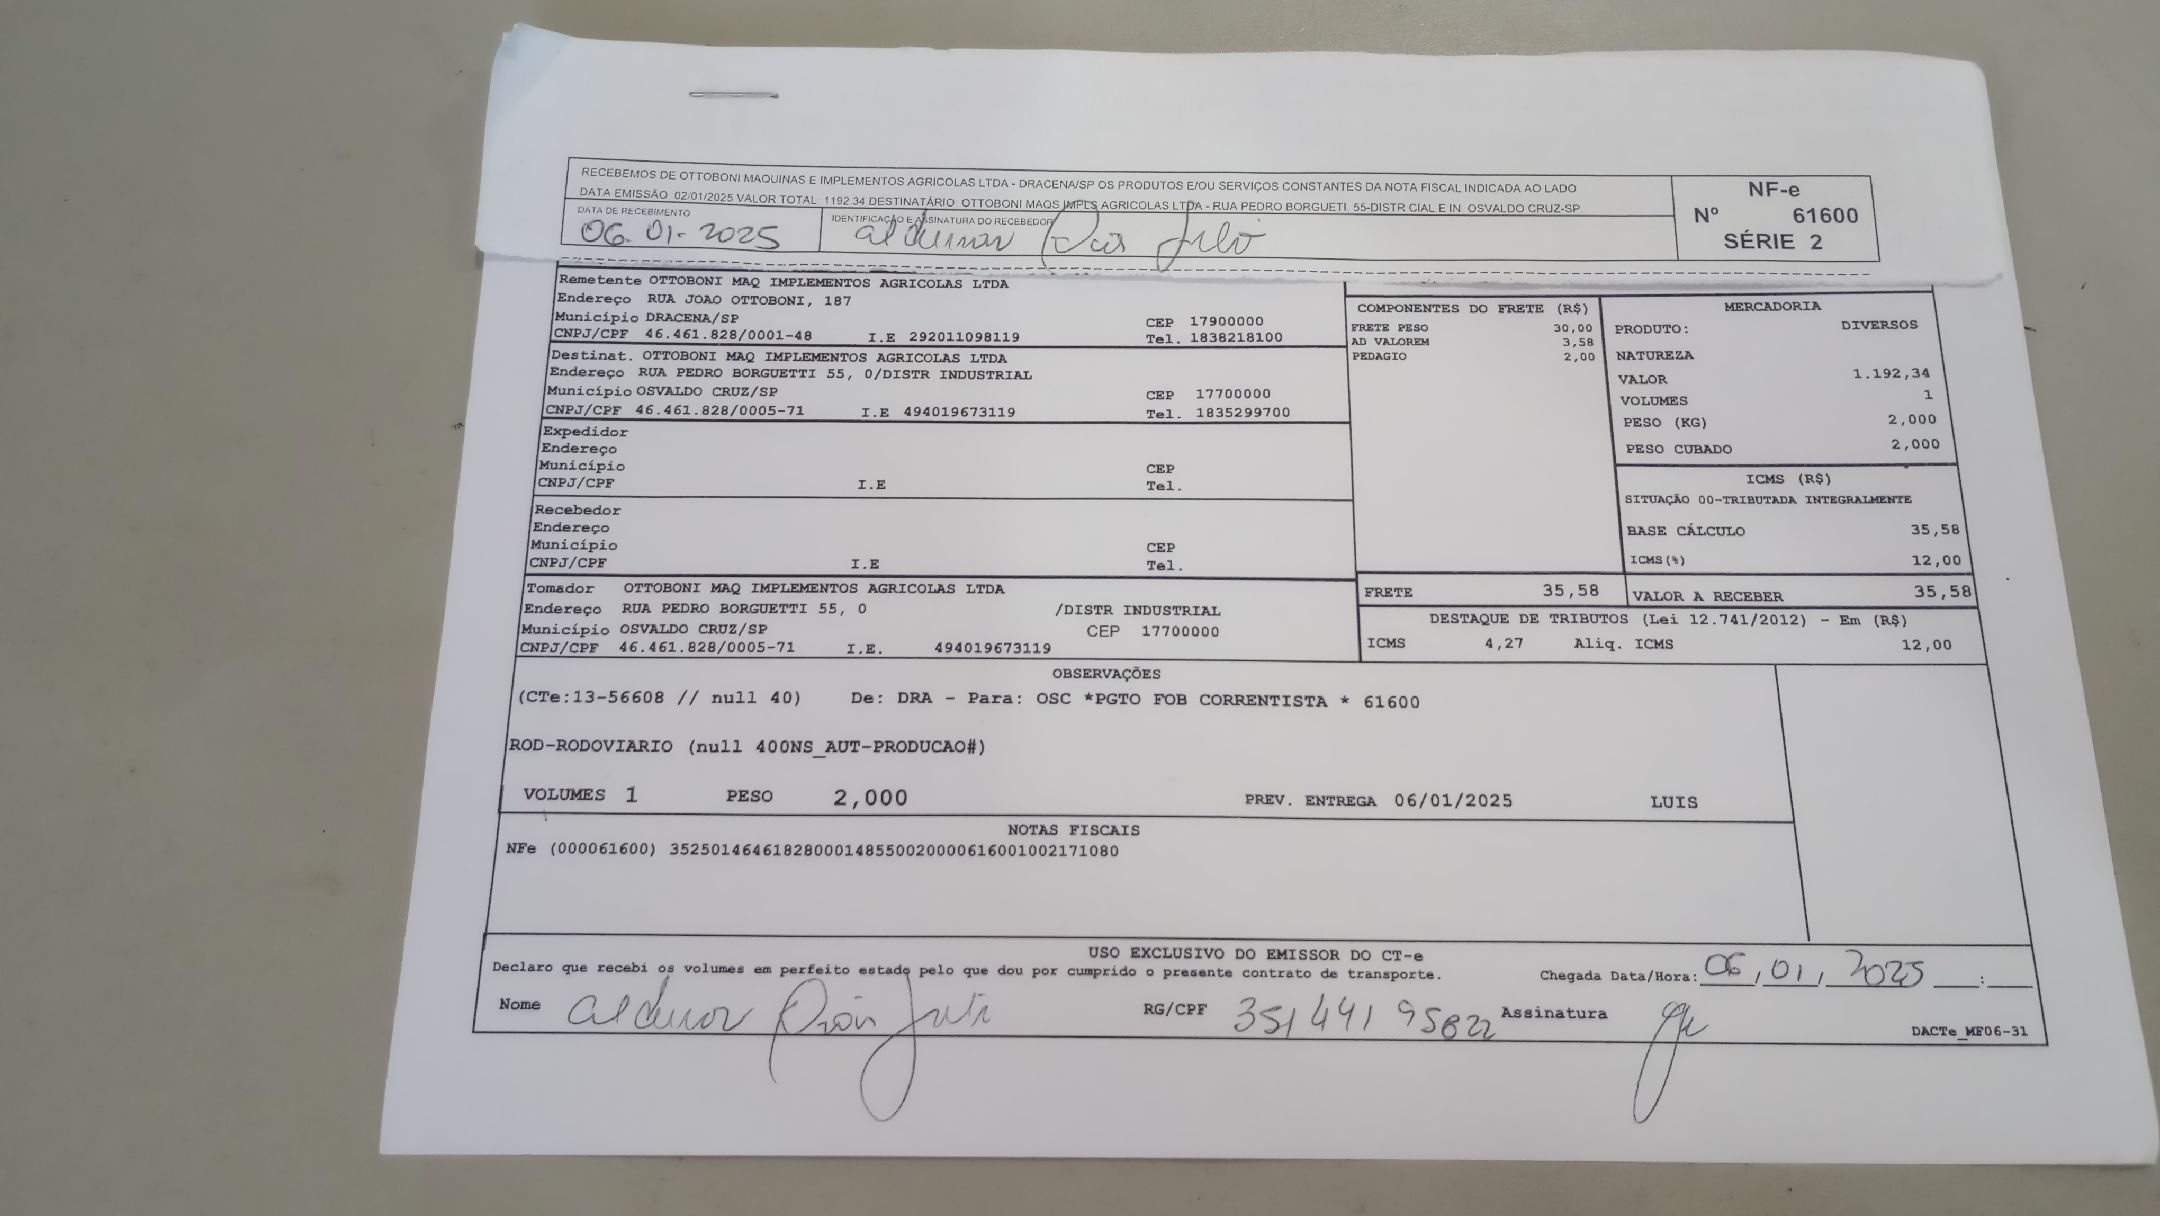 RECEBEMOS DE OTTOBONI MAQUINAS E IMPLEMENTOS AGRICOLAS LTDA - DRACENA/SP OS PRODUTOS E/OU SERVIÇOS CONSTANTES DA NOTA FISCAL INDICADA AO LADO
DATA EMISSÃO 02/01/2025 VALOR TOTAL: 1192.34 DESTINATÁRIO: OTTOBONI MAQS IMPLS AGRICOLAS LTDA - RUA PEDRO BORGUETI, 55-DISTR CIAL E IN OSVALDO CRUZ-SP
NF-e
Nº 61600
SÉRIE 2
DATA DE RECEBIMENTO
06.01-2025
IDENTIFICAÇÃO E ASSINATURA DO RECEBEDOR
Remetente OTTOBONI MAQ IMPLEMENTOS AGRICOLAS LTDA
Endereço RUA JOAO OTTOBONI, 187
Município DRACENA/SP CEP 17900000
CNPJ/CPF 46.461.828/0001-48 I.E 292011098119 Tel. 1838218100
Destinat. OTTOBONI MAQ IMPLEMENTOS AGRICOLAS LTDA
Endereço RUA PEDRO BORGUETTI 55, 0/DISTR INDUSTRIAL
Município OSVALDO CRUZ/SP CEP 17700000
CNPJ/CPF 46.461.828/0005-71 I.E 494019673119 Tel. 1835299700
Expedidor
Endereço
Município CEP
CNPJ/CPF I.E Tel.
Recebedor
Endereço
Município CEP
CNPJ/CPF I.E Tel.
Tomador OTTOBONI MAQ IMPLEMENTOS AGRICOLAS LTDA
Endereço RUA PEDRO BORGUETTI 55, 0 /DISTR INDUSTRIAL
Município OSVALDO CRUZ/SP CEP 17700000
CNPJ/CPF 46.461.828/0005-71 I.E. 494019673119
COMPONENTES DO FRETE (R$)
FRETE PESO 30,00
AD VALOREM 3,58
PEDAGIO 2,00
FRETE 35,58
MERCADORIA
PRODUTO: DIVERSOS
NATUREZA
VALOR 1.192,34
VOLUMES 1
PESO (KG) 2,000
PESO CUBADO 2,000
ICMS (R$)
SITUAÇÃO 00-TRIBUTADA INTEGRALMENTE
BASE CÁLCULO 35,58
ICMS(%) 12,00
VALOR A RECEBER 35,58
DESTAQUE DE TRIBUTOS (Lei 12.741/2012) - Em (R$)
ICMS 4,27 Aliq. ICMS 12,00
OBSERVAÇÕES
(CTe:13-56608 // null 40) De: DRA - Para: OSC *PGTO FOB CORRENTISTA * 61600
ROD-RODOVIARIO (null 400NS_AUT-PRODUCAO#)
VOLUMES 1 PESO 2,000 PREV. ENTREGA 06/01/2025 LUIS
NOTAS FISCAIS
NFe (000061600) 35250146461828000148550020000616001002171080
USO EXCLUSIVO DO EMISSOR DO CT-e
Declaro que recebi os volumes em perfeito estado pelo que dou por cumprido o presente contrato de transporte. Chegada Data/Hora: 06/01/2025 __:__
Nome RG/CPF 35144195822 Assinatura
DACTe_MF06-31